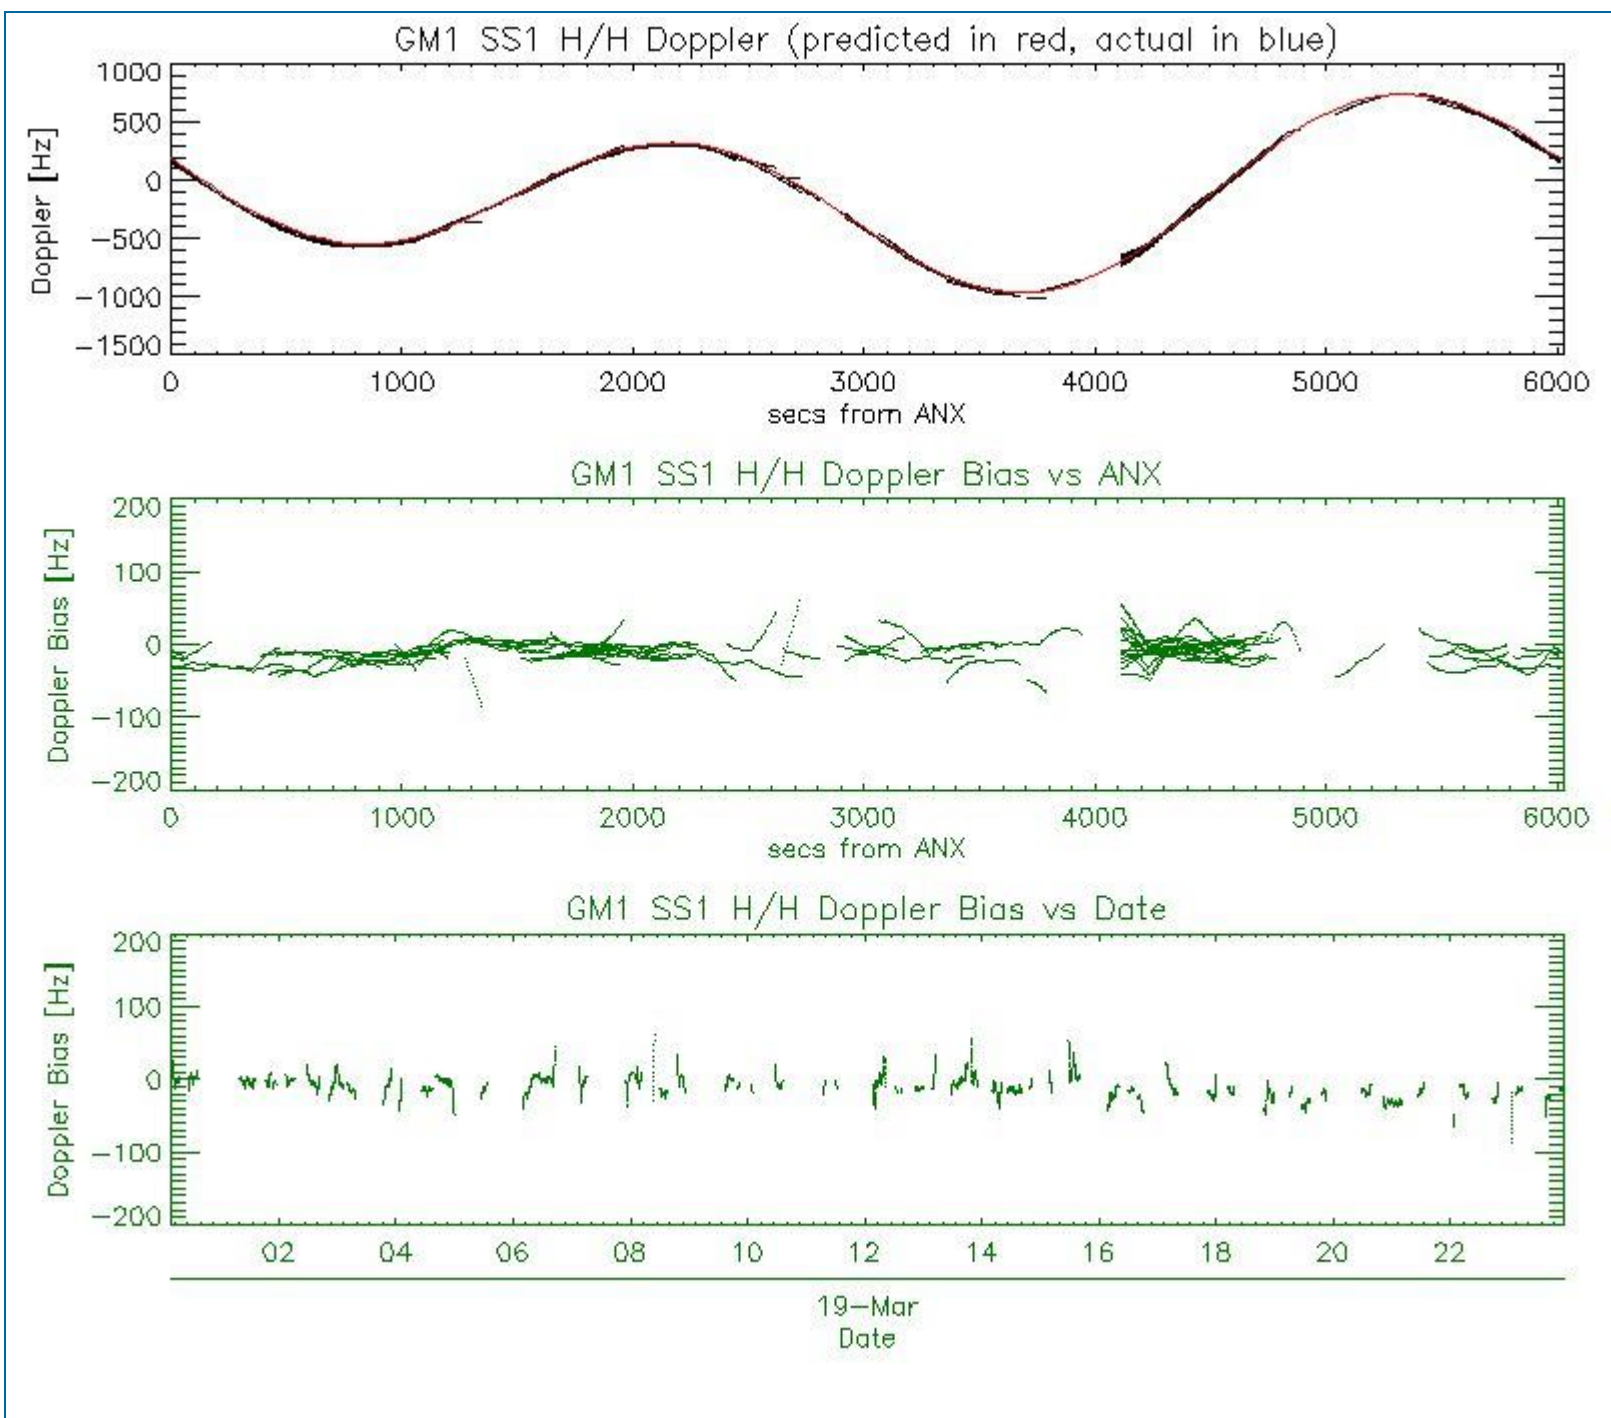 GM1 SS1 H/H Doppler (predicted in red, actual in blue)
1000
500
0
−500
−1000
−1500
Doppler [Hz]
0 1000 2000 3000 4000 5000 6000
secs from ANX
GM1 SS1 H/H Doppler Bias vs ANX
200
100
0
−100
−200
Doppler Bias [Hz]
0 1000 2000 3000 4000 5000 6000
secs from ANX
GM1 SS1 H/H Doppler Bias vs Date
200
100
0
−100
−200
Doppler Bias [Hz]
02 04 06 08 10 12 14 16 18 20 22
19−Mar
Date